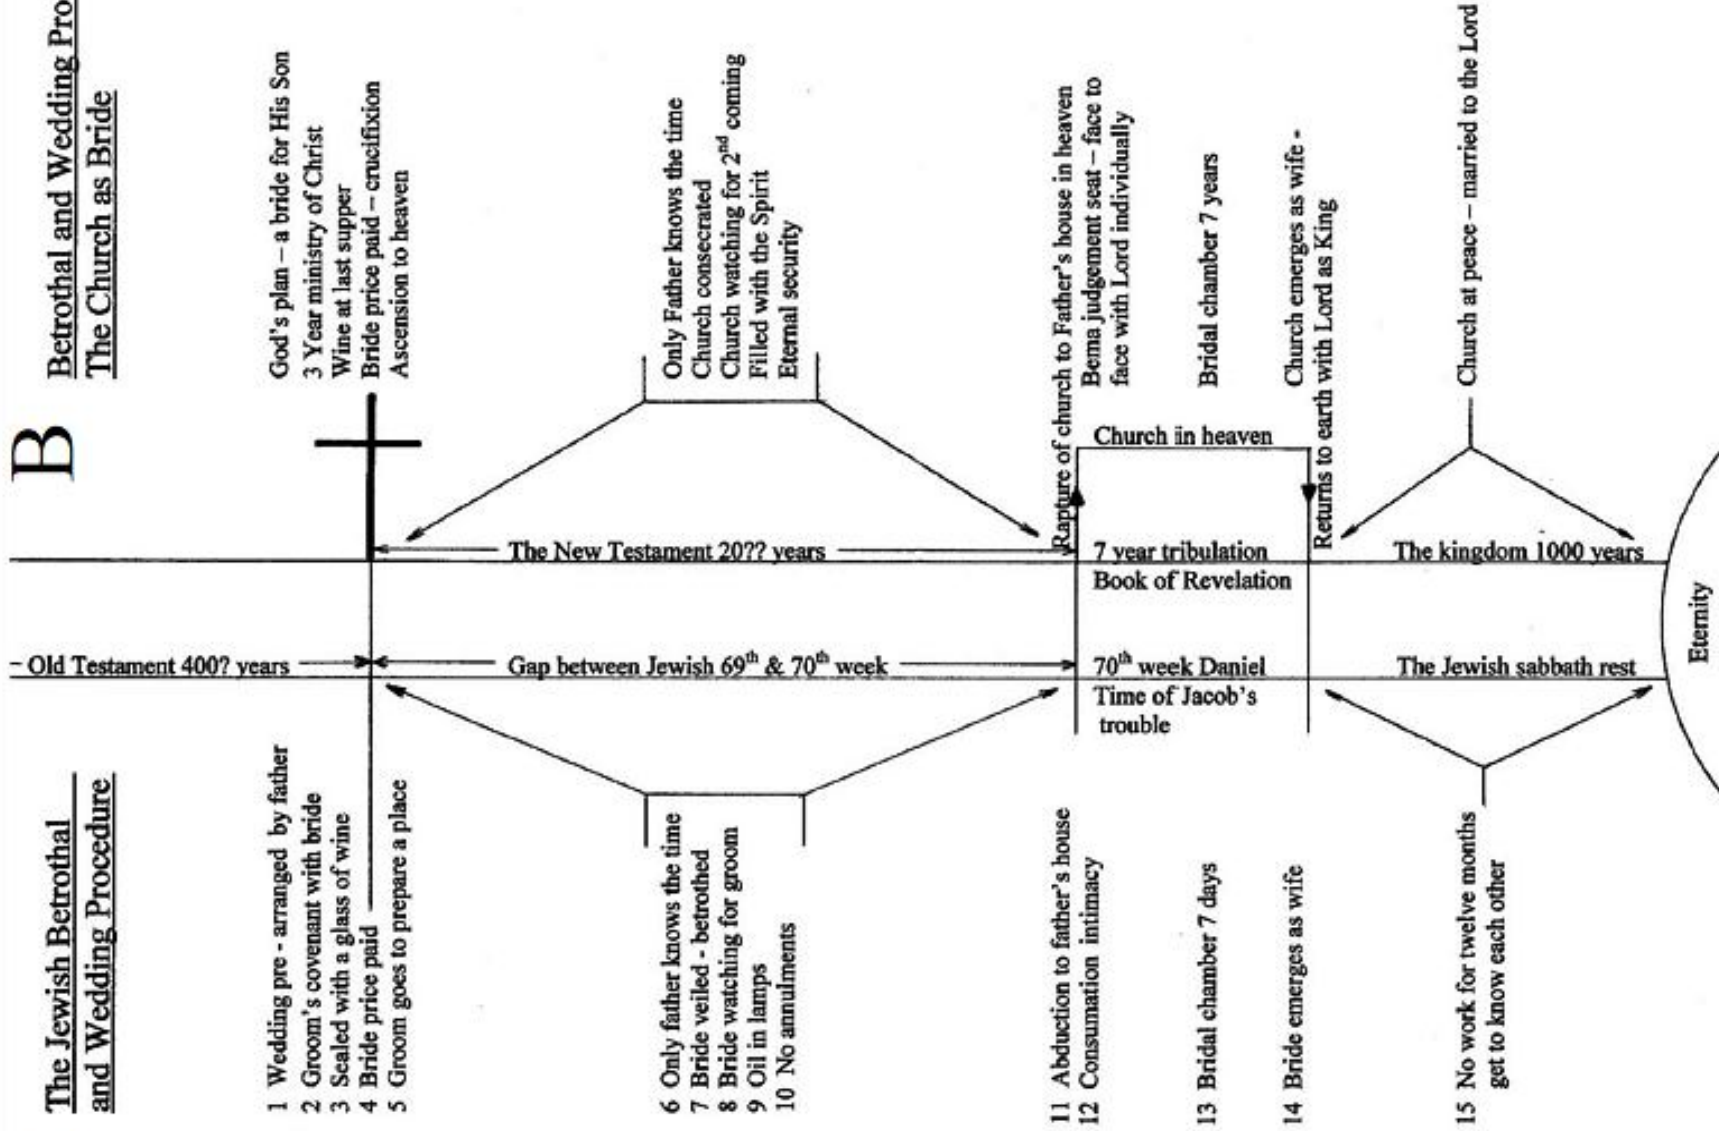 B
The Jewish Betrothal
and Wedding Procedure
Betrothal and Wedding Pro
The Church as Bride
1 Wedding pre - arranged by father
2 Groom's covenant with bride
3 Sealed with a glass of wine
4 Bride price paid
5 Groom goes to prepare a place
God's plan – a bride for His Son
3 Year ministry of Christ
Wine at last supper
Bride price paid – crucifixion
Ascension to heaven
Old Testament 400? years
The New Testament 20?? years
Gap between Jewish 69th & 70th week
6 Only father knows the time
7 Bride veiled - betrothed
8 Bride watching for groom
9 Oil in lamps
10 No annulments
Only Father knows the time
Church consecrated
Church watching for 2nd coming
Filled with the Spirit
Eternal security
11 Abduction to father's house
12 Consumation intimacy
Rapture of church to Father's house in heaven
Bema judgement seat – face to
face with Lord individually
Church in heaven
7 year tribulation
Book of Revelation
70th week Daniel
Time of Jacob's
trouble
13 Bridal chamber 7 days
Bridal chamber 7 years
14 Bride emerges as wife
Church emerges as wife -
Returns to earth with Lord as King
The kingdom 1000 years
The Jewish sabbath rest
15 No work for twelve months
get to know each other
Church at peace – married to the Lord
Eternity